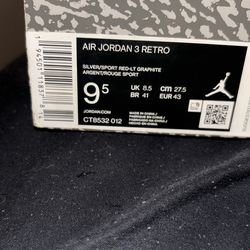 AIR JORDAN 3 RETRO
SILVER/SPORT RED-LT GRAPHITE
ARGENT/ROUGE SPORT
9.5
UK 8.5
cm 27.5
BR 41
EUR 43
JORDAN.COM
CT8532 012